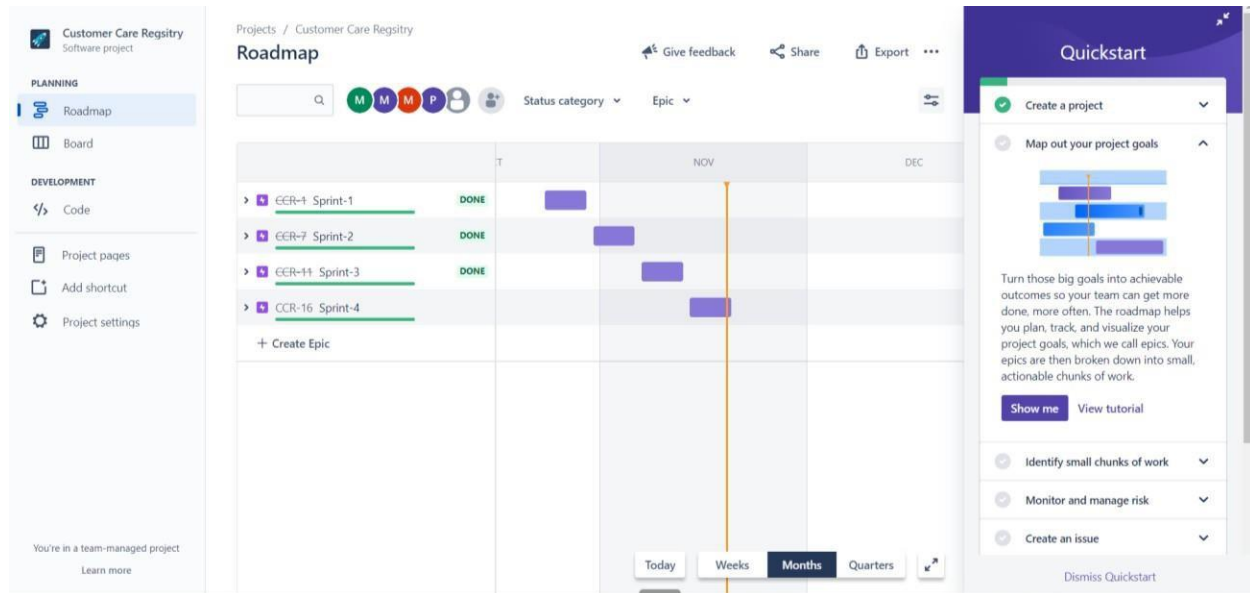 Customer Care Regsitry
Software project
PLANNING
Roadmap
Board
DEVELOPMENT
Code
Project pages
Add shortcut
Project settings
You're in a team-managed project
Learn more
Projects / Customer Care Regsitry
Roadmap
Give feedback
Share
Export
M M M P
Status category
Epic
T NOV DEC
CCR-1 Sprint-1 DONE
CCR-7 Sprint-2 DONE
CCR-11 Sprint-3 DONE
CCR-16 Sprint-4
+ Create Epic
Today Weeks Months Quarters
Quickstart
Create a project
Map out your project goals
Turn those big goals into achievable
outcomes so your team can get more
done, more often. The roadmap helps
you plan, track, and visualize your
project goals, which we call epics. Your
epics are then broken down into small,
actionable chunks of work.
Show me View tutorial
Identify small chunks of work
Monitor and manage risk
Create an issue
Dismiss Quickstart